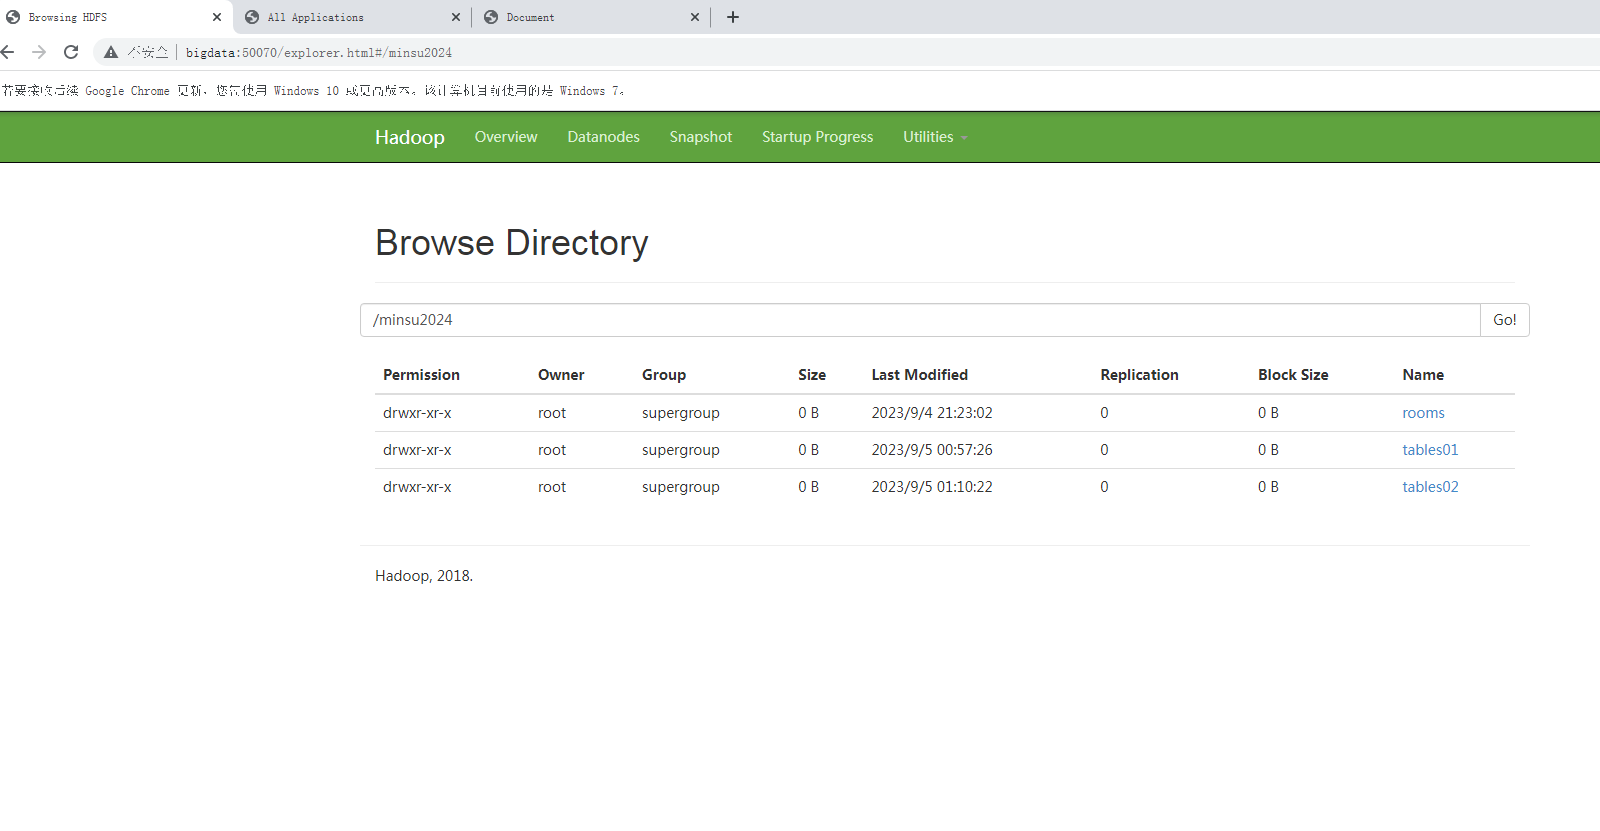 Browsing HDFS
All Applications
Document
不安全
bigdata:50070/explorer.html#/minsu2024
若要接收后续 Google Chrome 更新，您需使用 Windows 10 或更高版本。该计算机目前使用的是 Windows 7。
Hadoop Overview Datanodes Snapshot Startup Progress Utilities
Browse Directory
/minsu2024 Go!
Permission Owner Group Size Last Modified Replication Block Size Name
drwxr-xr-x root supergroup 0 B 2023/9/4 21:23:02 0 0 B rooms
drwxr-xr-x root supergroup 0 B 2023/9/5 00:57:26 0 0 B tables01
drwxr-xr-x root supergroup 0 B 2023/9/5 01:10:22 0 0 B tables02
Hadoop, 2018.